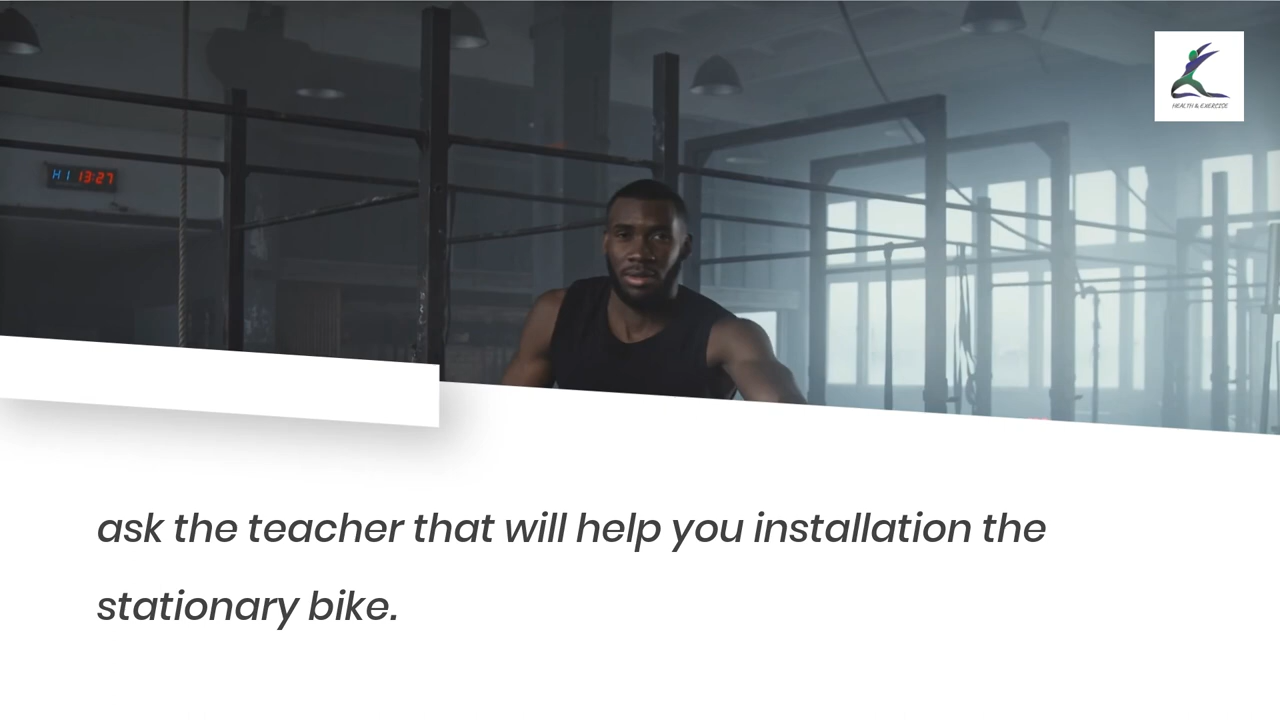 HEALTH & EXERCISE
H1 13:27
ask the teacher that will help you installation the
stationary bike.